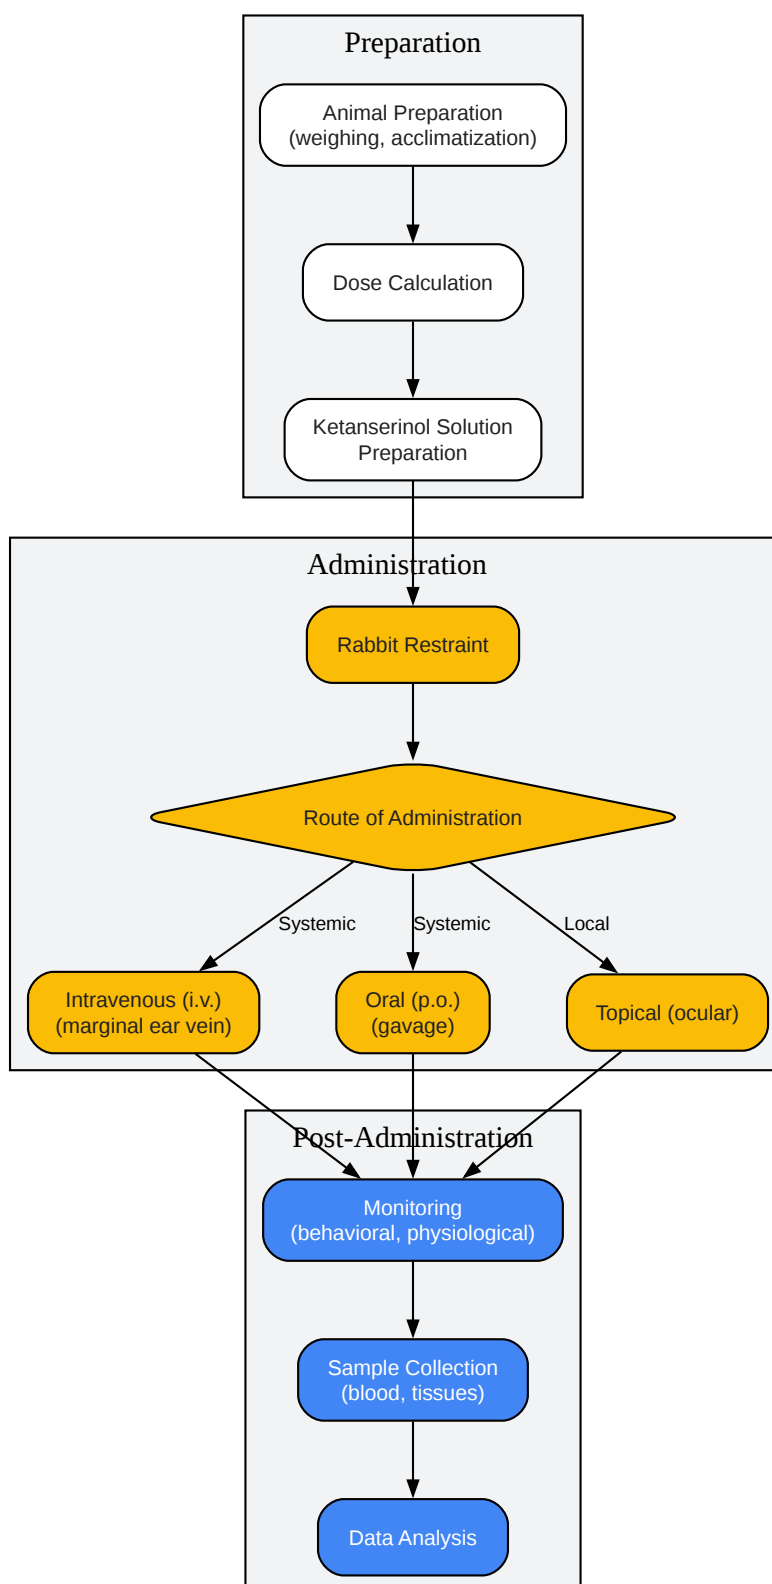 Preparation
Animal Preparation
(weighing, acclimatization)
Dose Calculation
Ketanserinol Solution
Preparation
Administration
Rabbit Restraint
Route of Administration
Systemic
Systemic
Local
Intravenous (i.v.)
(marginal ear vein)
Oral (p.o.)
(gavage)
Topical (ocular)
Post-Administration
Monitoring
(behavioral, physiological)
Sample Collection
(blood, tissues)
Data Analysis